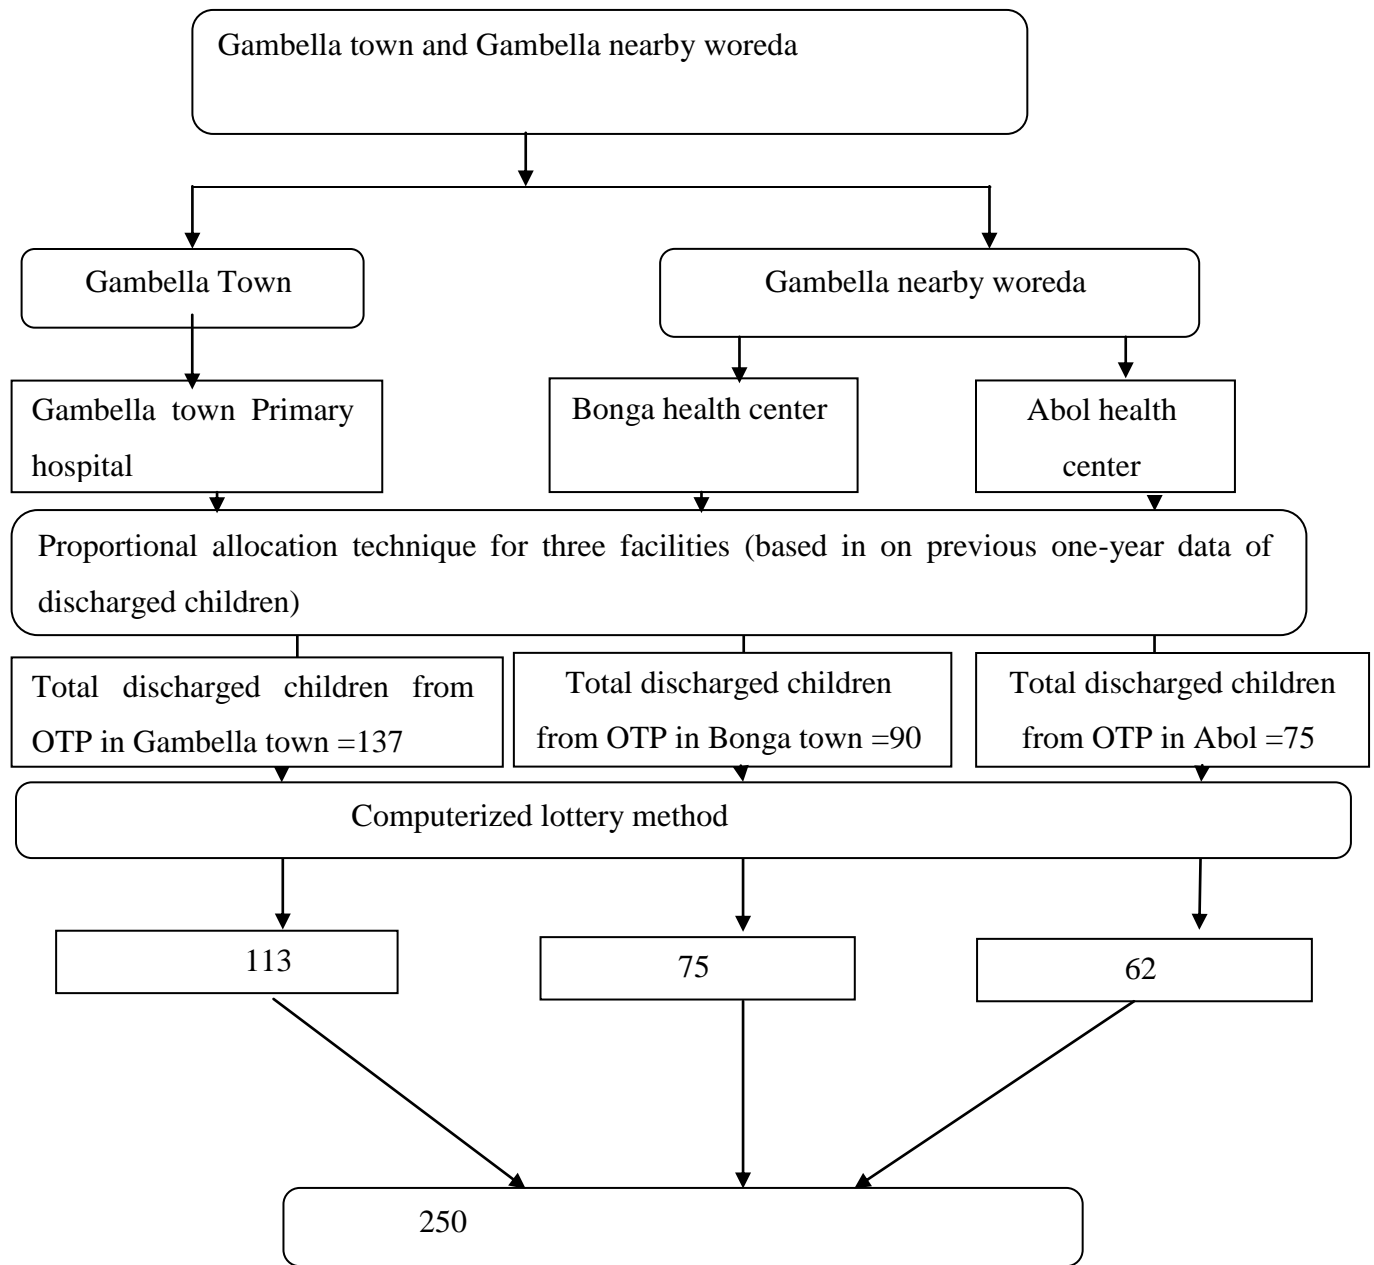 Gambella town and Gambella nearby woreda
Gambella Town
Gambella nearby woreda
Gambella town Primary
hospital
Bonga health center
Abol health
center
Proportional allocation technique for three facilities (based in on previous one-year data of
discharged children)
Total discharged children from
OTP in Gambella town =137
Total discharged children
from OTP in Bonga town =90
Total discharged children
from OTP in Abol =75
Computerized lottery method
113
75
62
250